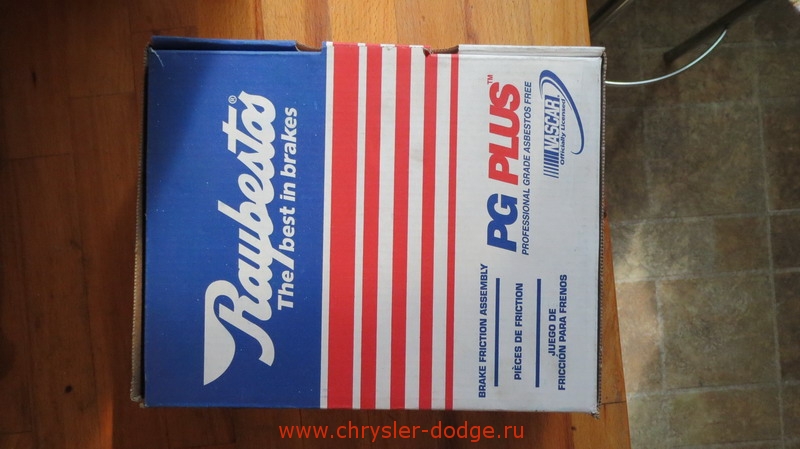 Raybestos®
The best in brakes
PG PLUS™
PROFESSIONAL GRADE ASBESTOS FREE
NASCAR
Officially Licensed
BRAKE FRICTION ASSEMBLY
PIÈCES DE FRICTION
JUEGO DE
FRICCIÓN PARA FRENOS
www.chrysler-dodge.ru